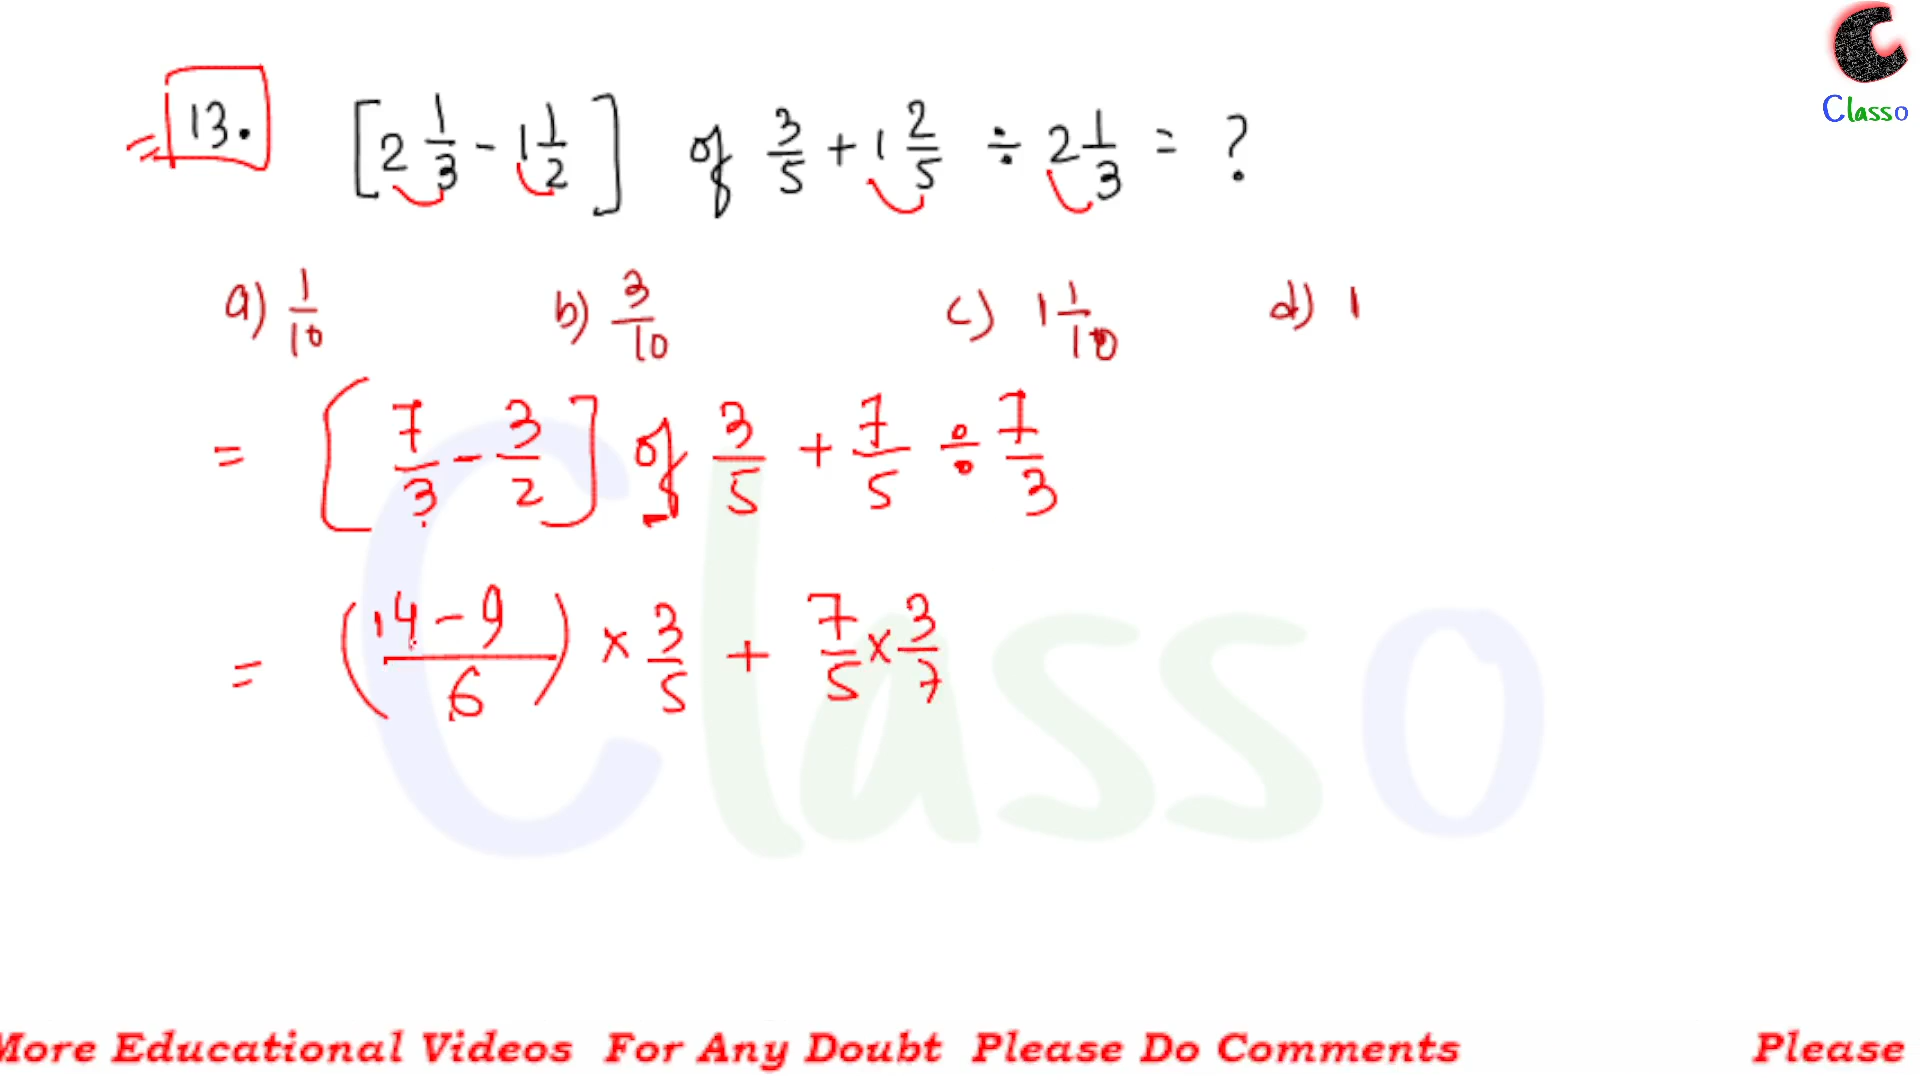 C
Classo
13. [2 1/3 - 1 1/2] of 3/5 + 1 2/5 ÷ 2 1/3 = ?
a) 1/10 b) 3/10 c) 1 1/10 d) 1
= [7/3 - 3/2] of 3/5 + 7/5 ÷ 7/3
= (14 - 9/6) × 3/5 + 7/5 × 3/7
Classo
More Educational Videos For Any Doubt Please Do Comments Please